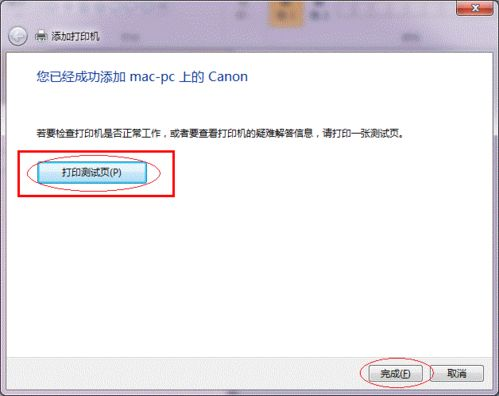 添加打印机
您已经成功添加 mac-pc 上的 Canon
若要检查打印机是否正常工作，或者要查看打印机的疑难解答信息，请打印一张测试页。
打印测试页(P)
完成(F)
取消